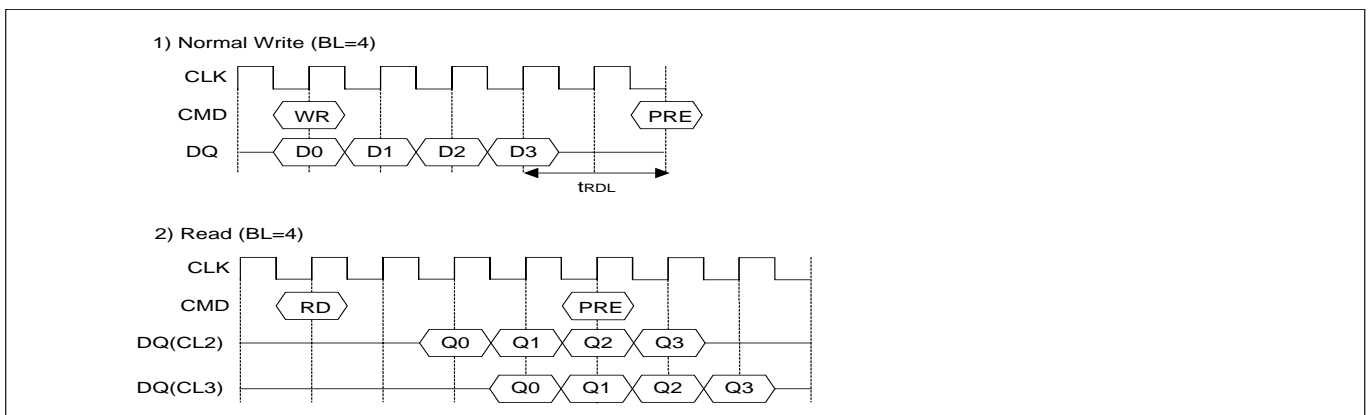 1) Normal Write (BL=4)
CLK
CMD WR PRE
DQ D0 D1 D2 D3
tRDL
2) Read (BL=4)
CLK
CMD RD PRE
DQ(CL2) Q0 Q1 Q2 Q3
DQ(CL3) Q0 Q1 Q2 Q3